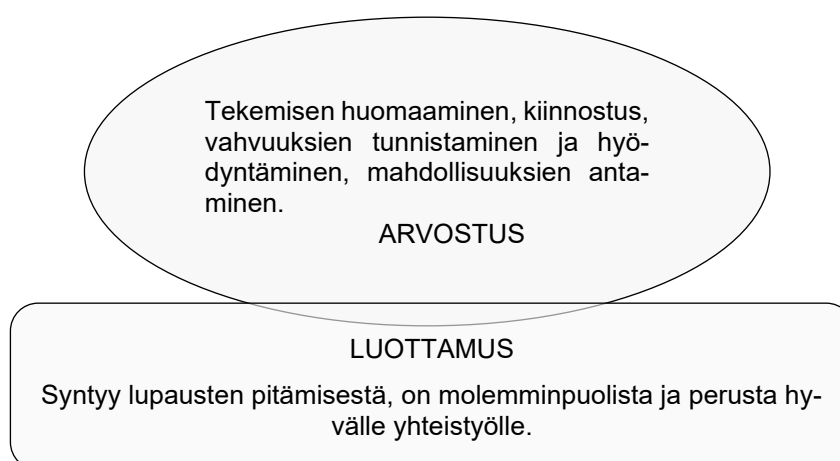 Tekemisen huomaaminen, kiinnostus,
vahvuuksien tunnistaminen ja hyö-
dyntäminen, mahdollisuuksien anta-
minen.
ARVOSTUS
LUOTTAMUS
Syntyy lupausten pitämisestä, on molemminpuolista ja perusta hy-
välle yhteistyölle.